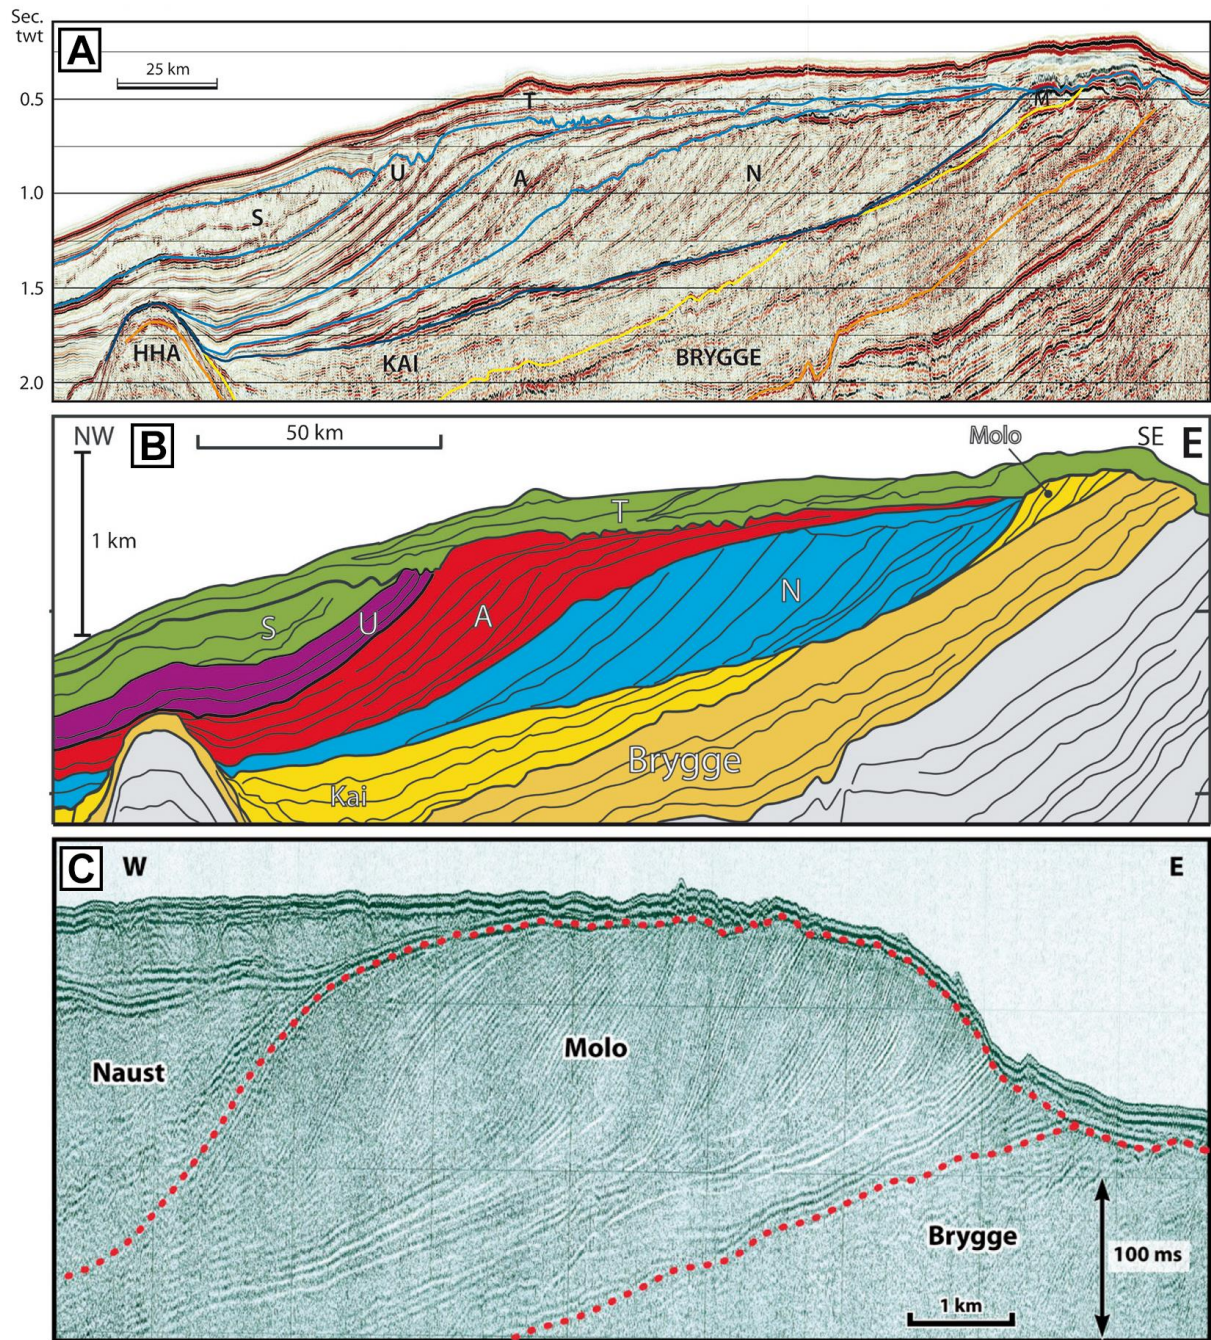 Sec.
twt
A
25 km
0.5
1.0
1.5
2.0
T
M
U
A
N
S
HHA
KAI
BRYGGE
NW
B
50 km
Molo
SE
E
1 km
T
N
A
U
S
Brygge
Kai
C
W
E
Molo
Naust
Brygge
100 ms
1 km